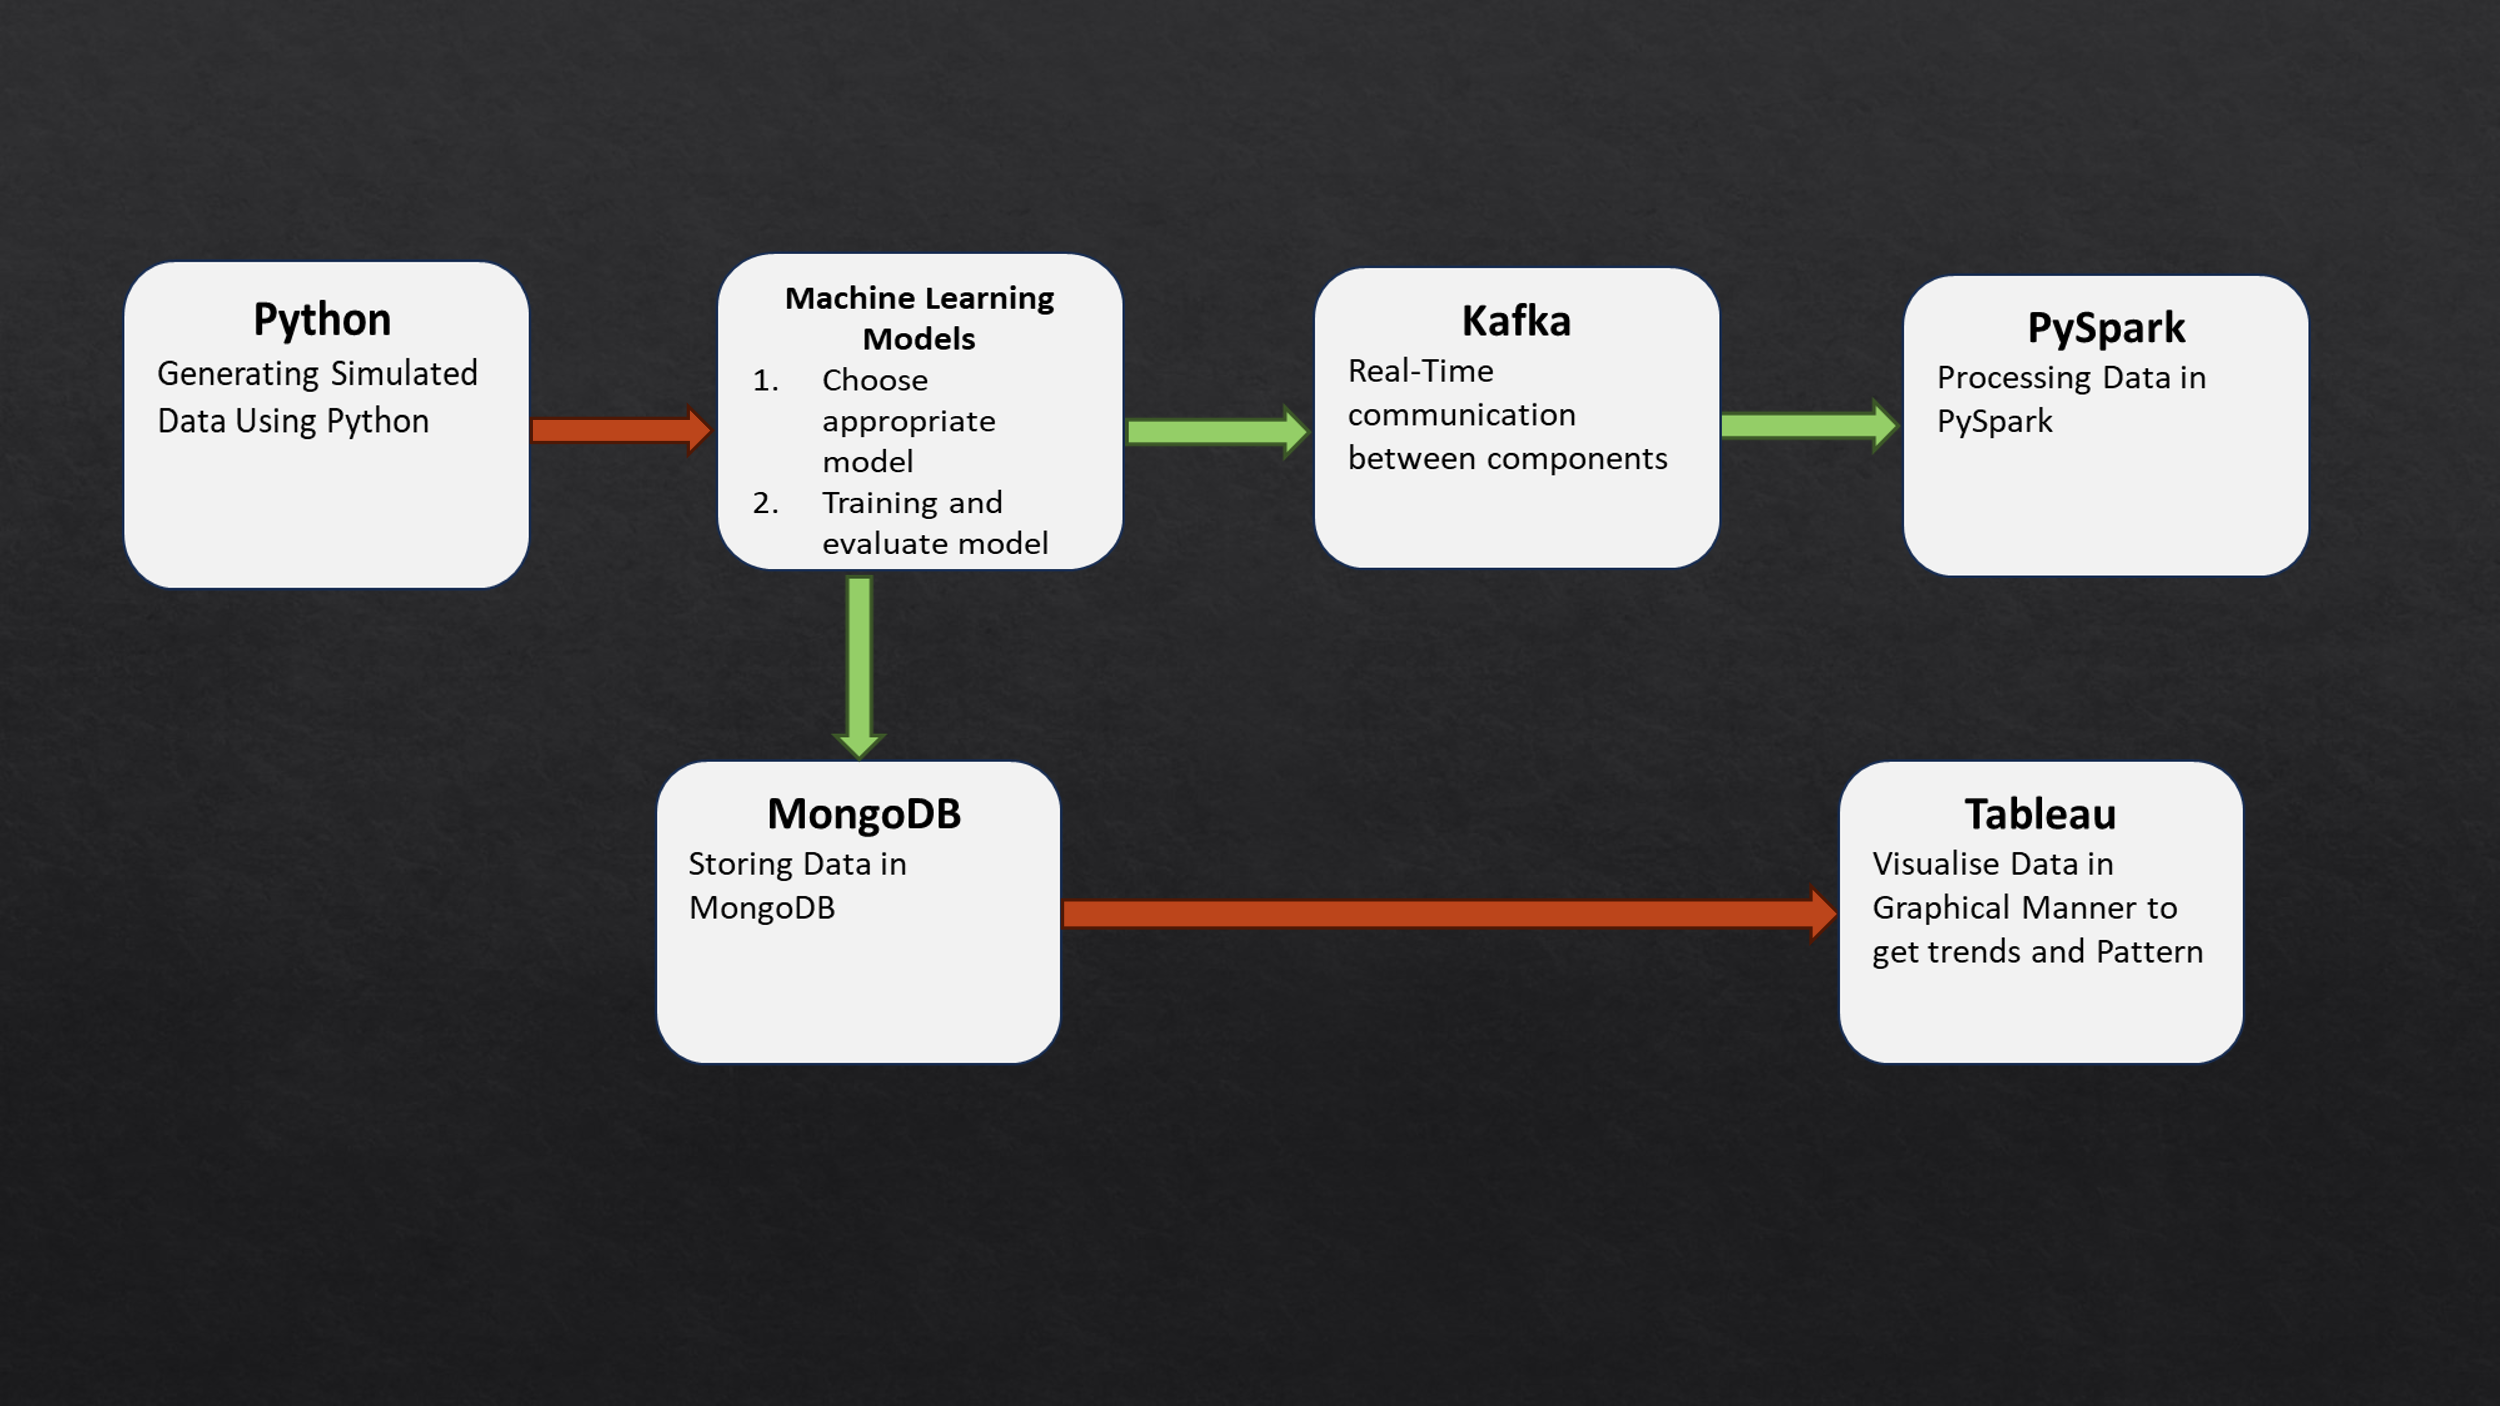 Python
Generating Simulated
Data Using Python
Machine Learning
Models
1. Choose
appropriate
model
2. Training and
evaluate model
Kafka
Real-Time
communication
between components
PySpark
Processing Data in
PySpark
MongoDB
Storing Data in
MongoDB
Tableau
Visualise Data in
Graphical Manner to
get trends and Pattern